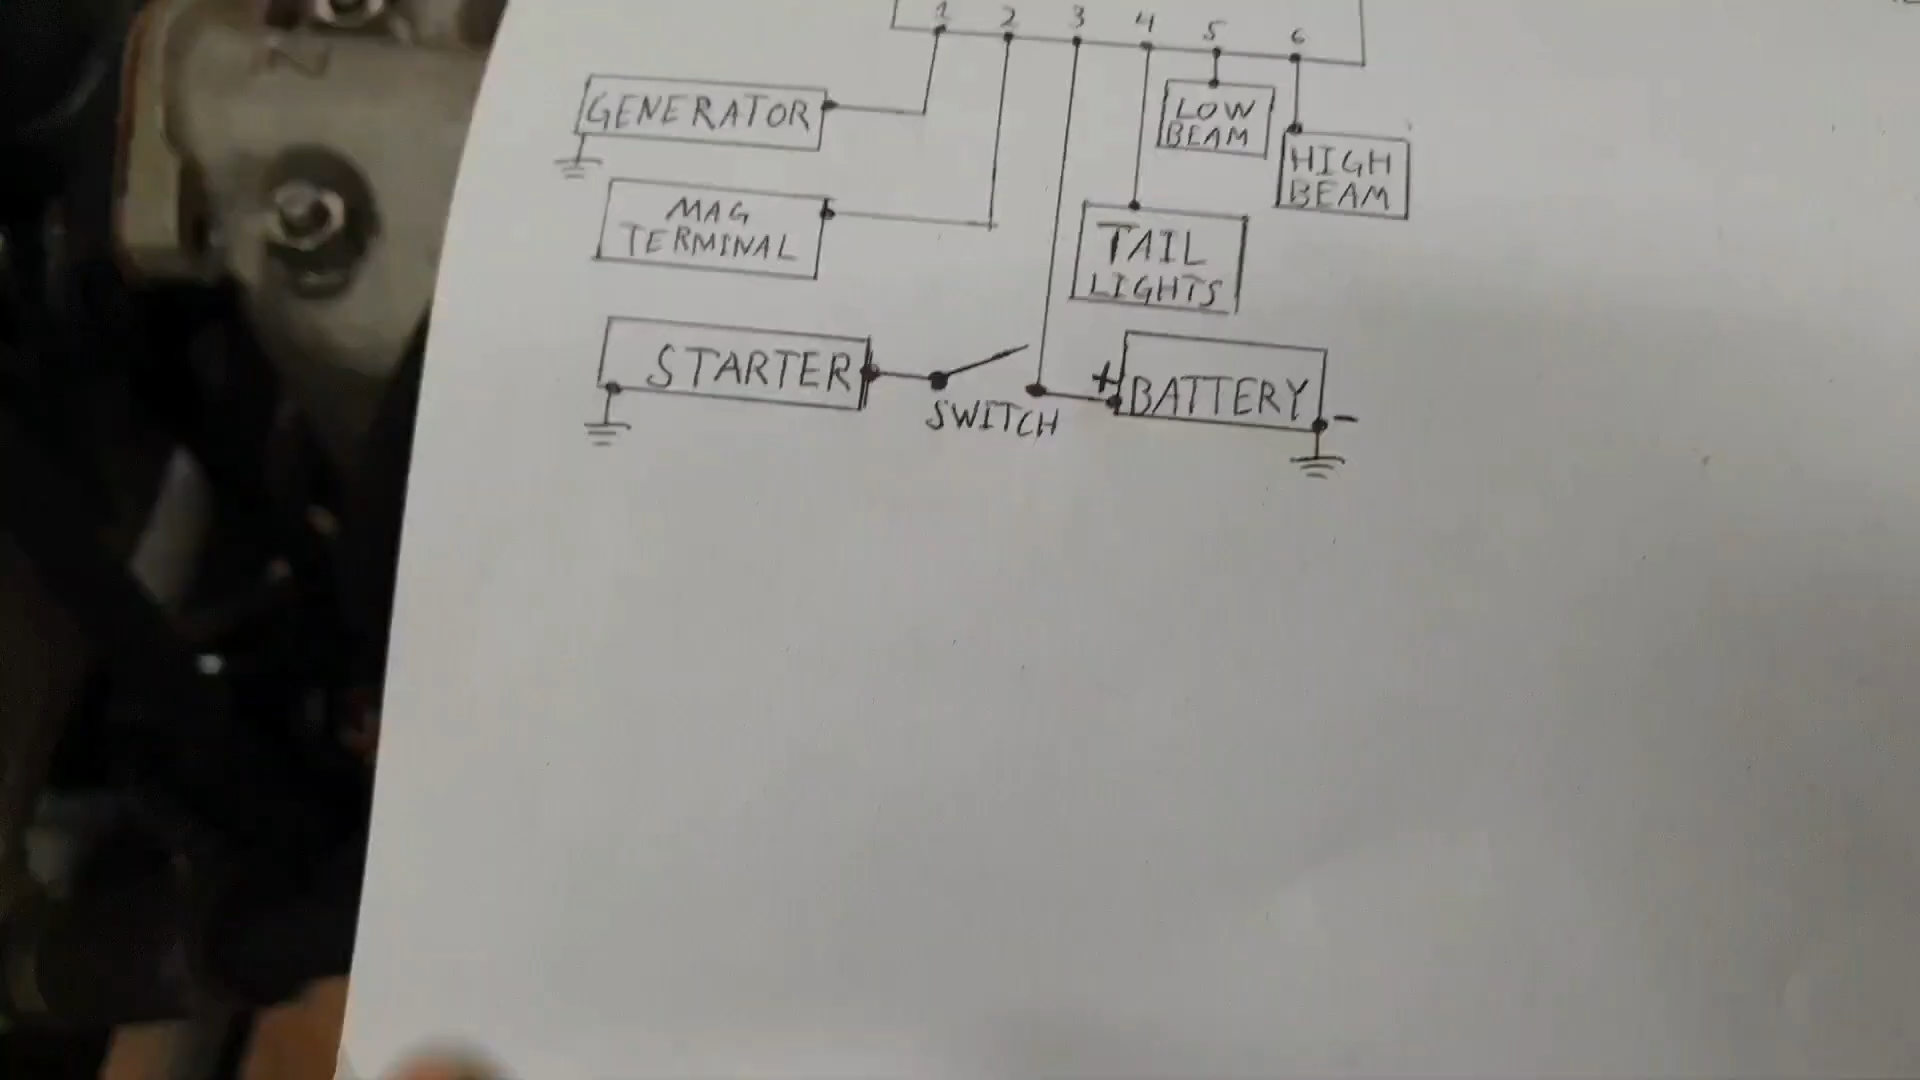 1 2 3 4 5 6
GENERATOR
LOW
BEAM
HIGH
BEAM
MAG
TERMINAL
TAIL
LIGHTS
STARTER
SWITCH
+
BATTERY
-